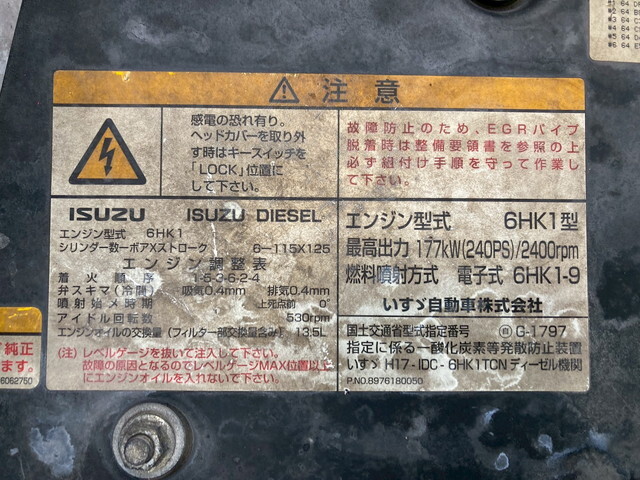 注意
感電の恐れ有り。
ヘッドカバーを取り外
す時はキースイッチを
「LOCK」位置に
して下さい。
故障防止のため、EGRパイプ
脱着時は整備要領書を参照の上
必ず組付け手順を守って作業し
て下さい。
ISUZU ISUZU DIESEL
エンジン型式 6HK1
シリンダー数ーボアXストローク 6-115X125
エンジン調整表
着火順序 1-5-3-6-2-4
弁スキマ(冷間) 吸気0.4mm 排気0.4mm
噴射始メ時期 上死点前 0°
アイドル回転数 530rpm
エンジンオイルの交換量(フィルター部交換量含み) 13.5L
(注)レベルゲージを抜いて注入して下さい。
故障の原因となるのでレベルゲージMAX位置以上
にエンジンオイルを入れないで下さい。
エンジン型式 6HK1型
最高出力 177kW(240PS)/2400rpm
燃料噴射方式 電子式 6HK1-9
いすゞ自動車株式会社
国土交通省型式指定番号 G-1797
指定に係る一酸化炭素等発散防止装置
いすゞ H17-IDC-6HK1TCN ディーゼル機関
P.NO.8976180050
純正
ます。
6062750
#2 64
#3 64
#4 64
#5 64
#6 64